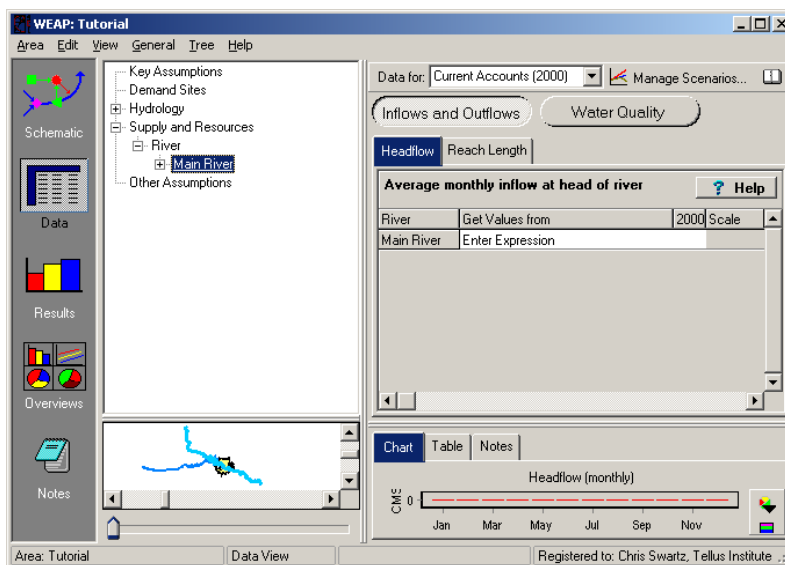 WEAP: Tutorial
Area Edit View General Tree Help
Schematic
Data
Results
Overviews
Notes
Key Assumptions
Demand Sites
Hydrology
Supply and Resources
River
Main River
Other Assumptions
Data for: Current Accounts (2000) Manage Scenarios...
Inflows and Outflows Water Quality
Headflow Reach Length
Average monthly inflow at head of river ? Help
River Get Values from 2000 Scale
Main River Enter Expression
Chart Table Notes
Headflow (monthly)
CMS
0
Jan Mar May Jul Sep Nov
Area: Tutorial Data View Registered to: Chris Swartz, Tellus Institute